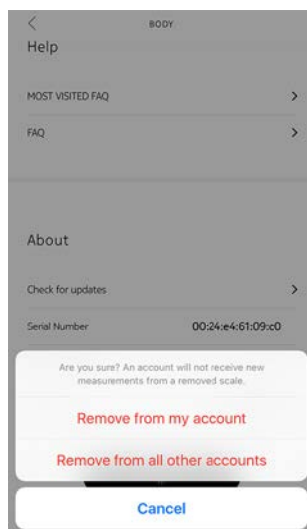 BODY
Help
MOST VISITED FAQ
FAQ
About
Check for updates
Serial Number 00:24:e4:61:09:c0
Are you sure? An account will not receive new
measurements from a removed scale.
Remove from my account
Remove from all other accounts
Cancel